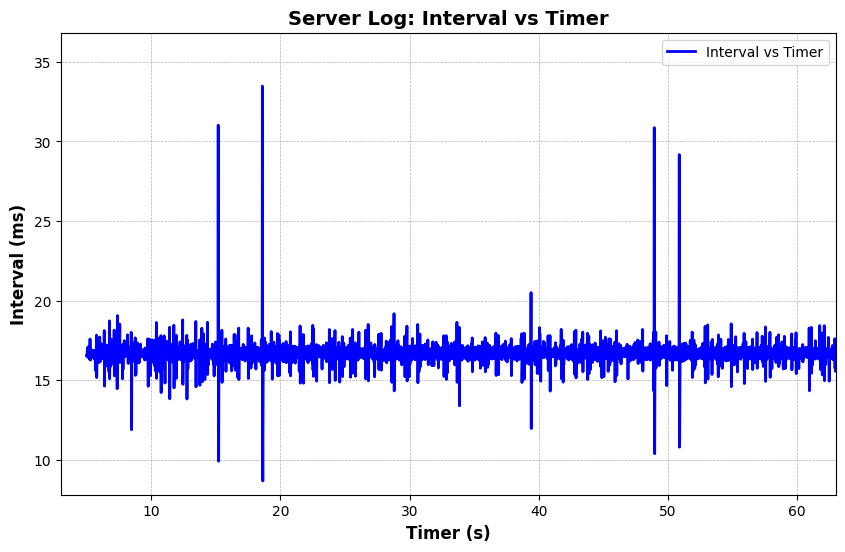 Server Log: Interval vs Timer
Interval vs Timer
Interval (ms)
35
30
25
20
15
10
10 20 30 40 50 60
Timer (s)